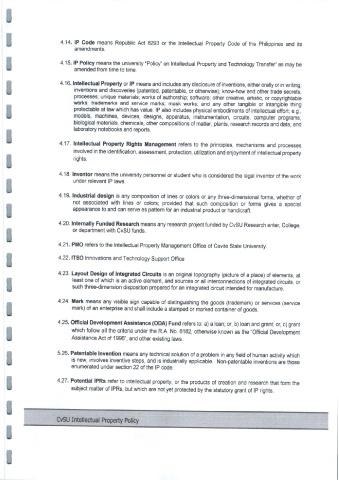 4.14. IP Code means Republic Act 8293 or the Intellectual Property Code of the Philippines and its
amendments.
4.15. IP Policy means the university "Policy" on Intellectual Property and Technology Transfer" as may be
amended from time to time.
4.16. Intellectual Property or IP means and includes any disclosure of inventions, either orally or in writing,
inventions and discoveries (patented, patentable, or otherwise); know-how and other trade secrets,
processes; unique materials; works of authorship; software; other creative, artistic, or copyrightable
works; trademarks and service marks; mask works; and any other tangible or intangible thing
protectable at law which has value. IP also includes physical embodiments of intellectual effort; e.g.,
models, machines, devices, designs, apparatus, instrumentation, circuits, computer programs,
biological materials, chemicals, other compositions of matter, plants, research records and data, and
laboratory notebooks and reports.
4.17. Intellectual Property Rights Management refers to the principles, mechanisms and processes
involved in the identification, assessment, protection, utilization and enjoyment of intellectual property
rights.
4.18. Inventor means the university personnel or student who is considered the legal inventor of the work
under relevant IP laws.
4.19. Industrial design is any composition of lines or colors or any three-dimensional forms, whether of
not associated with lines or colors; provided that such composition or forms gives a special
appearance to and can serve as pattern for an industrial product or handicraft.
4.20. Internally Funded Research means any research project funded by CvSU Research enter, College
or department with CvSU funds.
4.21. PMO refers to the Intellectual Property Management Office of Cavite State University.
4.22. ITSO Innovations and Technology Support Office
4.23. Layout Design of Integrated Circuits is an original topography (picture of a place) of elements, at
least one of which is an active element, and sources or all interconnections of integrated circuits, or
such three-dimension disposition prepared for an integrated circuit intended for manufacture.
4.24. Mark means any visible sign capable of distinguishing the goods (trademark) or services (service
mark) of an enterprise and shall include a stamped or marked container of goods.
4.25. Official Development Assistance (ODA) Fund refers to: a) a loan; or, b) loan and grant; or, c) grant
which follow all the criteria under the R.A. No. 8182, otherwise known as the "Official Development
Assistance Act of 1996", and other existing laws.
5.26. Patentable Invention means any technical solution of a problem in any field of human activity which
is new, involves inventive steps, and is industrially applicable. Non-patentable inventions are those
enumerated under section 22 of the IP code.
4.27. Potential IPRs refer to intellectual property, or the products of creation and research that form the
subject matter of IPRs, but which are not yet protected by the statutory grant of IP rights.
CvSU Intellectual Property Policy